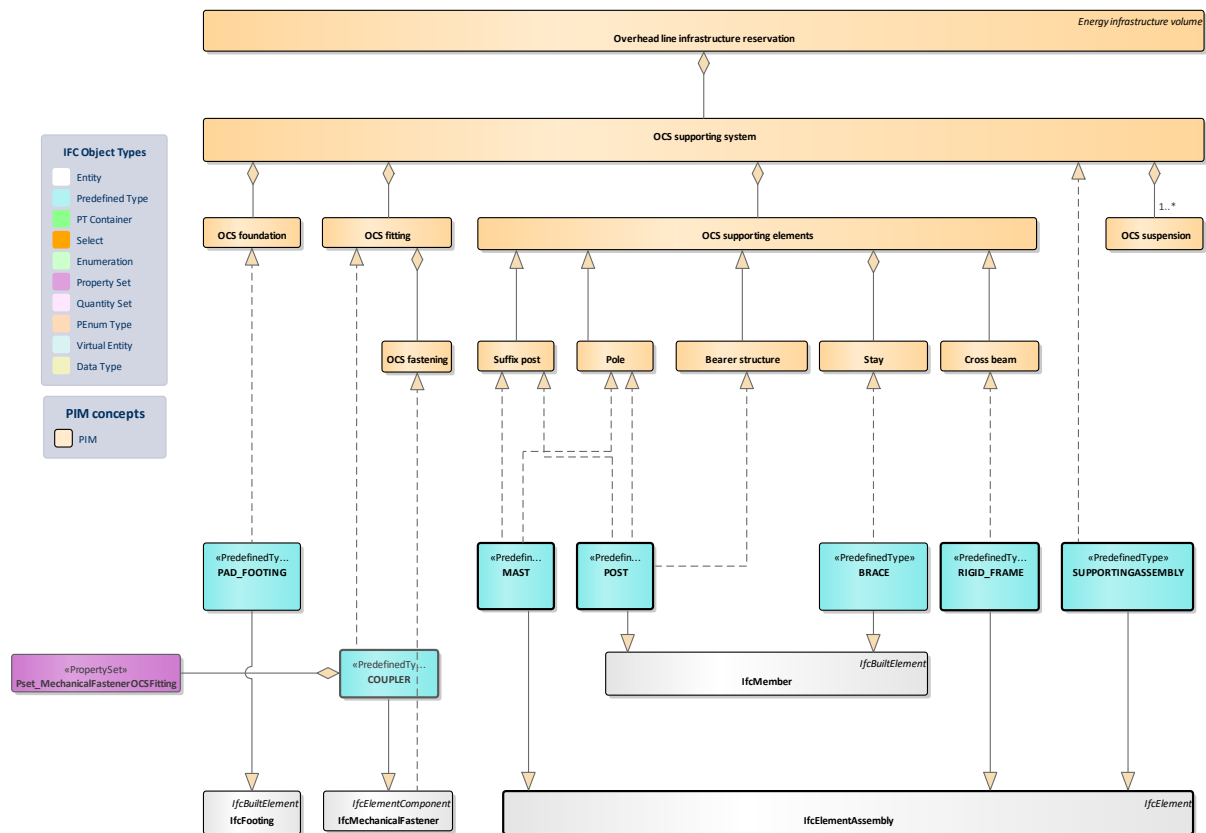 Energy infrastructure volume
Overhead line infrastructure reservation
OCS supporting system
IFC Object Types
Entity
Predefined Type
PT Container
Select
Enumeration
Property Set
Quantity Set
PEnum Type
Virtual Entity
Data Type
PIM concepts
PIM
1..*
OCS foundation
OCS fitting
OCS supporting elements
OCS suspension
OCS fastening
Suffix post
Pole
Bearer structure
Stay
Cross beam
«PredefinedTy...
PAD_FOOTING
«Predefin...
MAST
«Predefin...
POST
«PredefinedType»
BRACE
«PredefinedTy...
RIGID_FRAME
«PredefinedType»
SUPPORTINGASSEMBLY
«PropertySet»
Pset_MechanicalFastenerOCSFitting
«PredefinedTy...
COUPLER
IfcBuiltElement
IfcMember
IfcBuiltElement
IfcFooting
IfcElementComponent
IfcMechanicalFastener
IfcElement
IfcElementAssembly